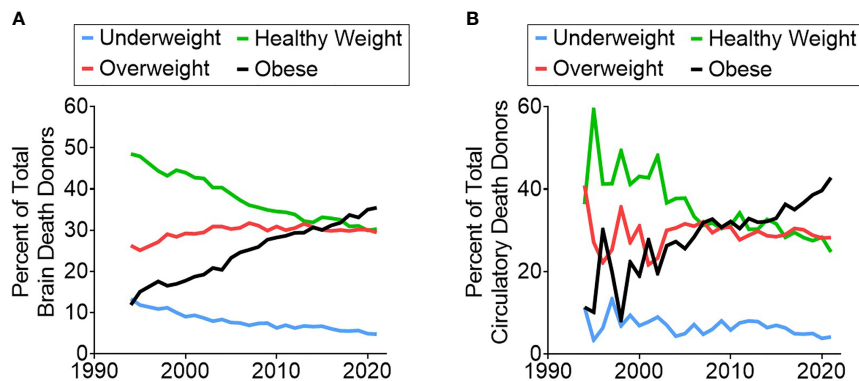 A
Underweight Healthy Weight
Overweight Obese
Percent of Total
Brain Death Donors
60
50
40
30
20
10
0
1990 2000 2010 2020
B
Underweight Healthy Weight
Overweight Obese
Percent of Total
Circulatory Death Donors
60
40
20
0
1990 2000 2010 2020